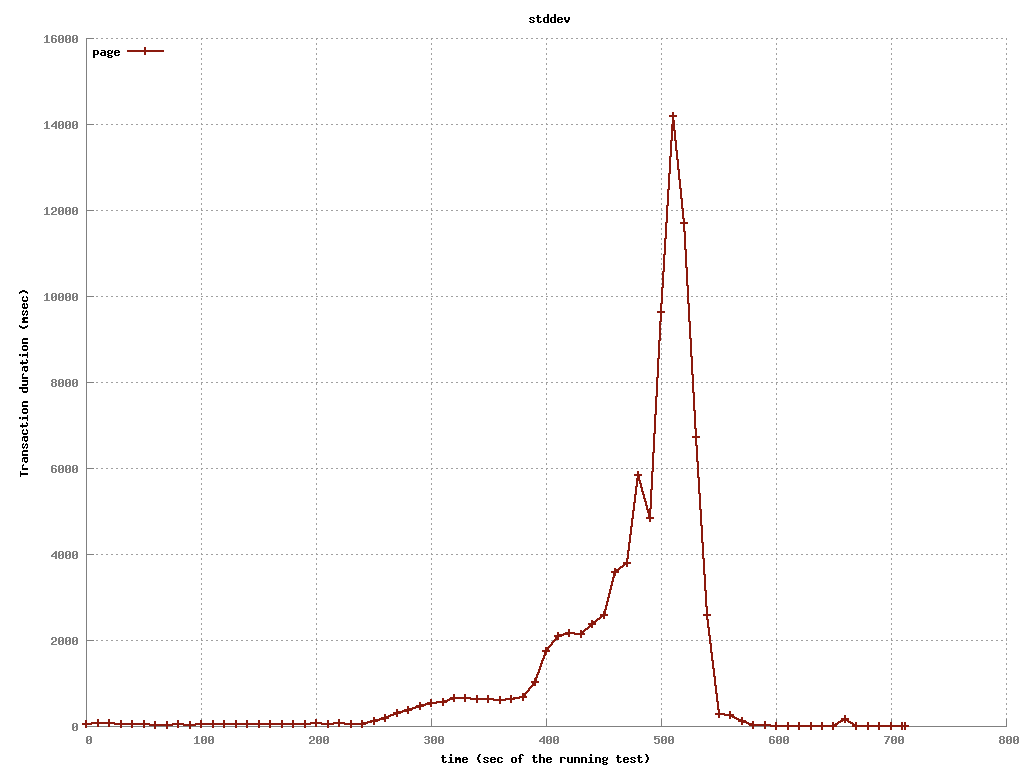 stddev
16000
page
14000
12000
10000
8000
6000
4000
2000
0
Transaction duration (msec)
0 100 200 300 400 500 600 700 800
time (sec of the running test)